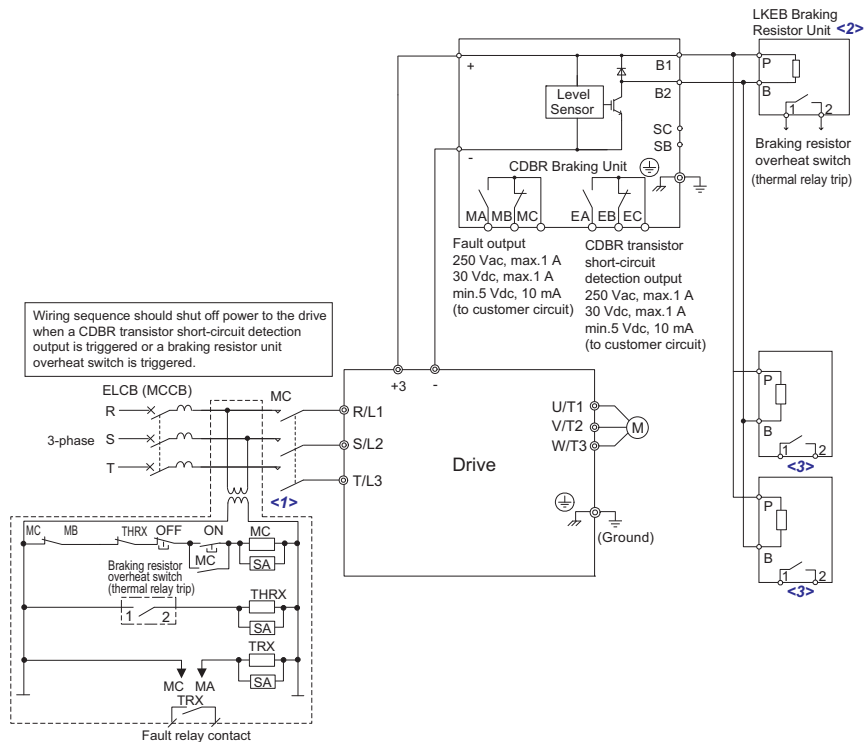 LKEB Braking
Resistor Unit <2>
P
B
1 2
Braking resistor
overheat switch
(thermal relay trip)
+
B1
B2
Level
Sensor
SC
SB
-
CDBR Braking Unit
MA MB MC
EA EB EC
Fault output
250 Vac, max.1 A
30 Vdc, max.1 A
min.5 Vdc, 10 mA
(to customer circuit)
CDBR transistor
short-circuit
detection output
250 Vac, max.1 A
30 Vdc, max.1 A
min.5 Vdc, 10 mA
(to customer circuit)
Wiring sequence should shut off power to the drive
when a CDBR transistor short-circuit detection
output is triggered or a braking resistor unit
overheat switch is triggered.
ELCB (MCCB)
MC
R
3-phase S
T
<1>
+3 -
R/L1
S/L2
T/L3
Drive
U/T1
V/T2
W/T3
M
(Ground)
P
B
1 2
<3>
P
B
1 2
<3>
MC MB THRX OFF ON MC
MC
SA
Braking resistor
overheat switch
(thermal relay trip)
1 2
THRX
SA
TRX
SA
MC MA
TRX
Fault relay contact